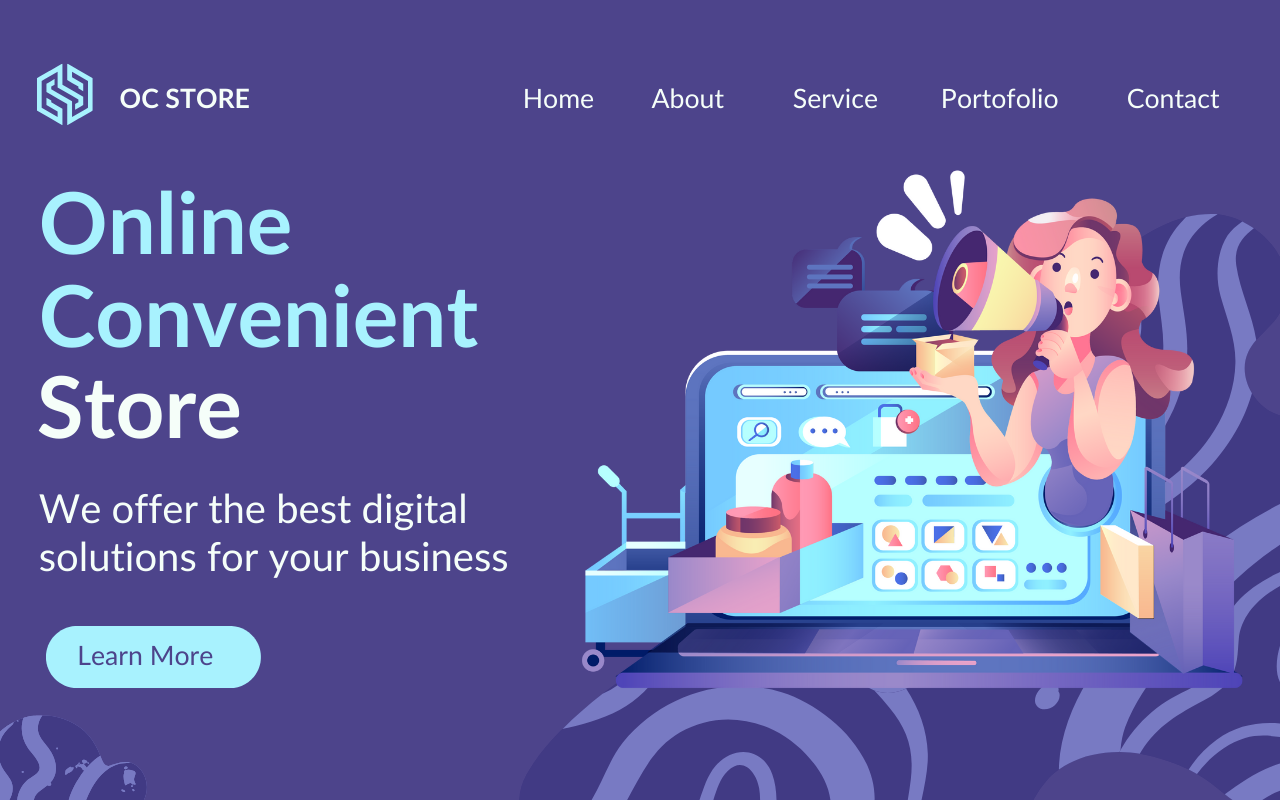 OC STORE
Home About Service Portofolio Contact
Online
Convenient
Store
We offer the best digital
solutions for your business
Learn More